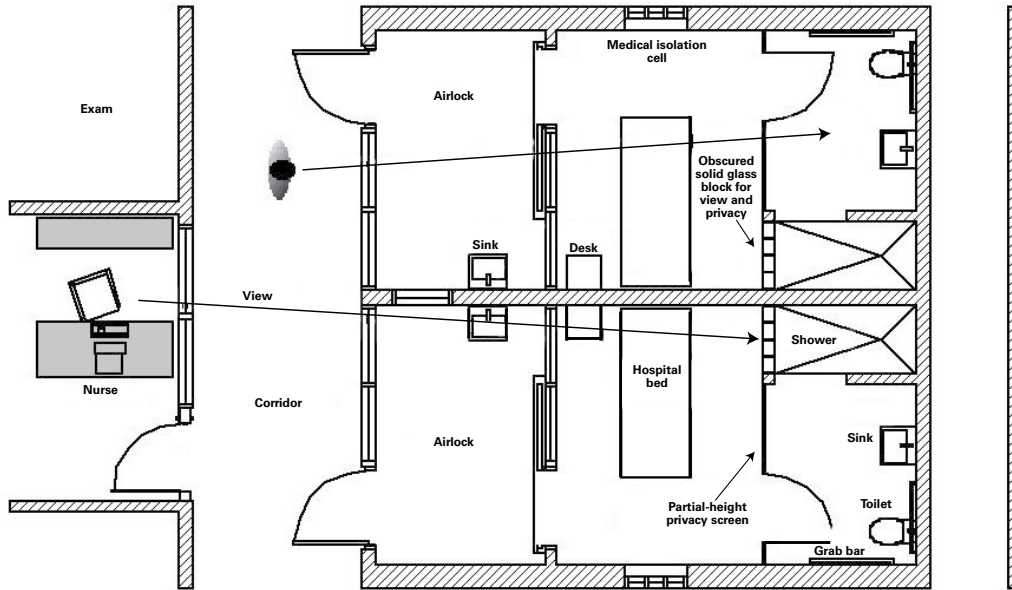 Medical isolation
cell
Exam
Airlock
Obscured
solid glass
block for
view and
privacy
Sink
Desk
View
Shower
Nurse
Hospital
bed
Corridor
Airlock
Sink
Partial-height
privacy screen
Toilet
Grab bar